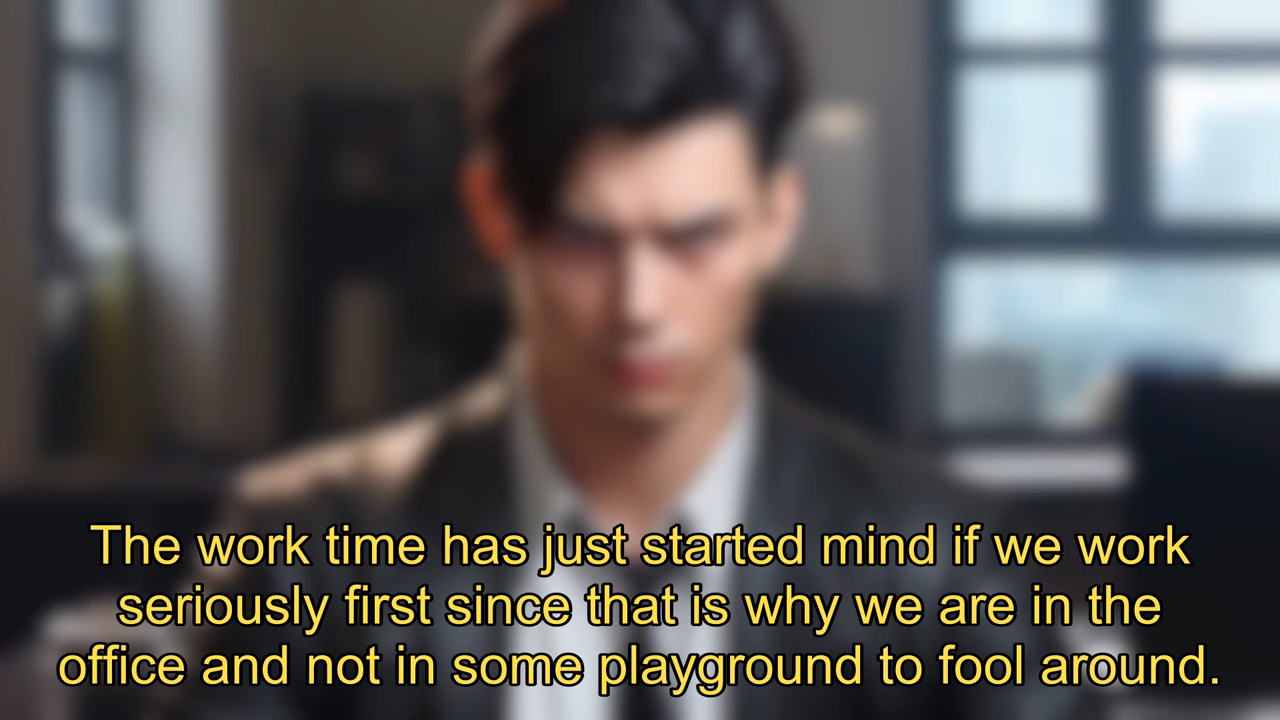 The work time has just started mind if we work
seriously first since that is why we are in the
office and not in some playground to fool around.